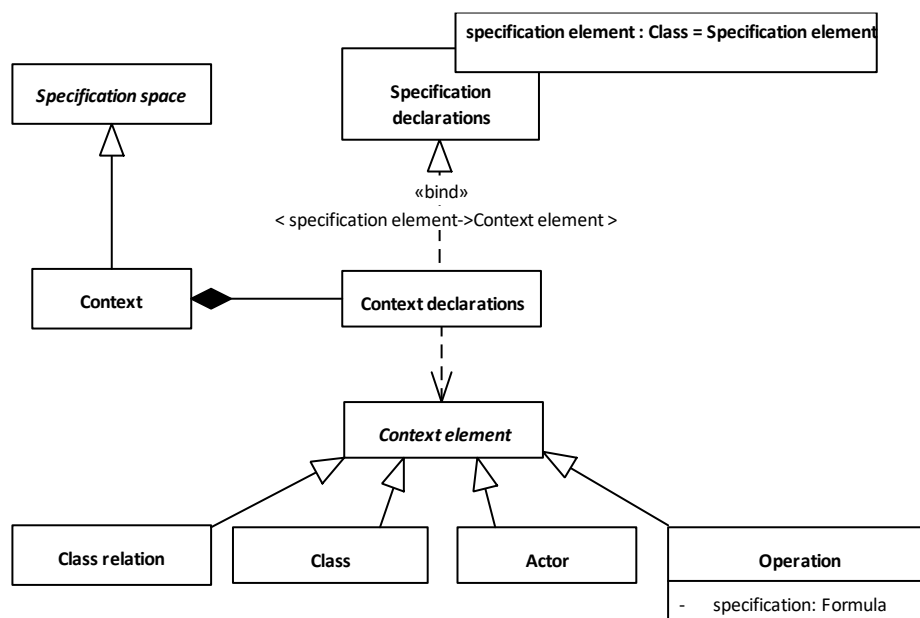 specification element : Class = Specification element
Specification space
Specification
declarations
«bind»
< specification element->Context element >
Context
Context declarations
Context element
Class relation
Class
Actor
Operation
- specification: Formula